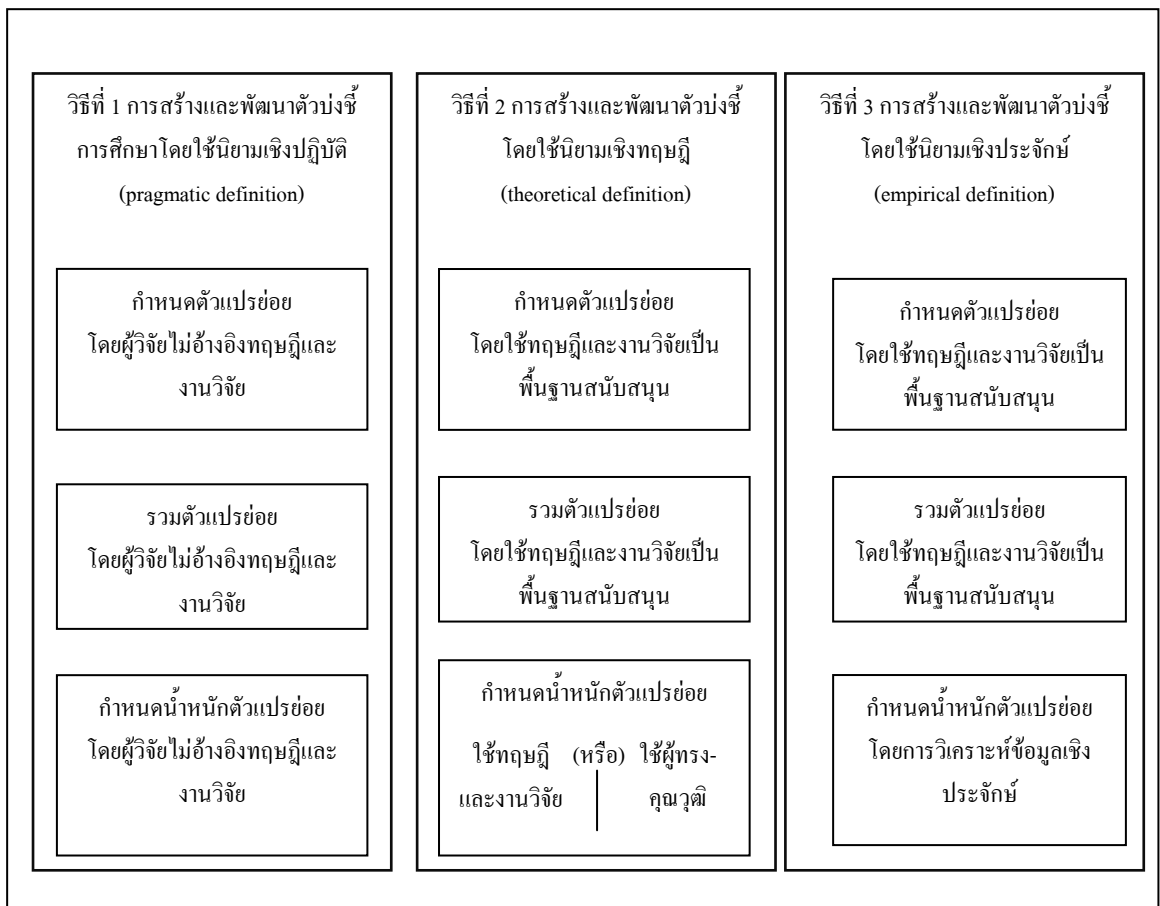 วิธีที่ 1 การสร้างและพัฒนาตัวบ่งชี้
การศึกษาโดยใช้นิยามเชิงปฏิบัติ
(pragmatic definition)
กำหนดตัวแปรย่อย
โดยผู้วิจัยไม่อ้างอิงทฤษฎีและ
งานวิจัย
รวมตัวแปรย่อย
โดยผู้วิจัยไม่อ้างอิงทฤษฎีและ
งานวิจัย
กำหนดน้ำหนักตัวแปรย่อย
โดยผู้วิจัยไม่อ้างอิงทฤษฎีและ
งานวิจัย
วิธีที่ 2 การสร้างและพัฒนาตัวบ่งชี้
โดยใช้นิยามเชิงทฤษฎี
(theoretical definition)
กำหนดตัวแปรย่อย
โดยใช้ทฤษฎีและงานวิจัยเป็น
พื้นฐานสนับสนุน
รวมตัวแปรย่อย
โดยใช้ทฤษฎีและงานวิจัยเป็น
พื้นฐานสนับสนุน
กำหนดน้ำหนักตัวแปรย่อย
ใช้ทฤษฎี (หรือ) ใช้ผู้ทรง-
และงานวิจัย คุณวุฒิ
วิธีที่ 3 การสร้างและพัฒนาตัวบ่งชี้
โดยใช้นิยามเชิงประจักษ์
(empirical definition)
กำหนดตัวแปรย่อย
โดยใช้ทฤษฎีและงานวิจัยเป็น
พื้นฐานสนับสนุน
รวมตัวแปรย่อย
โดยใช้ทฤษฎีและงานวิจัยเป็น
พื้นฐานสนับสนุน
กำหนดน้ำหนักตัวแปรย่อย
โดยการวิเคราะห์ข้อมูลเชิง
ประจักษ์